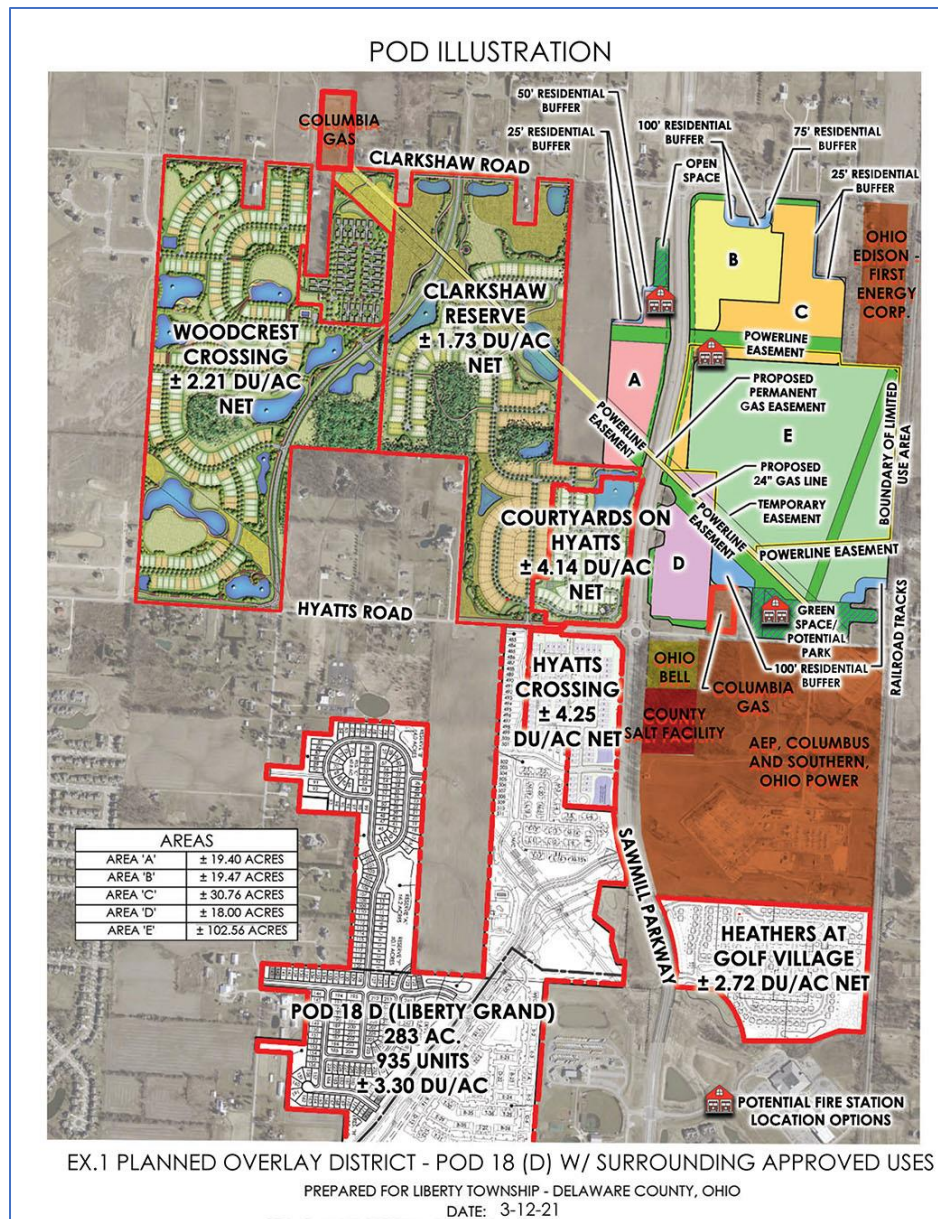 POD ILLUSTRATION
COLUMBIA
GAS
CLARKSHAW ROAD
50' RESIDENTIAL
BUFFER
25' RESIDENTIAL
BUFFER
100' RESIDENTIAL
BUFFER
OPEN
SPACE
75' RESIDENTIAL
BUFFER
25' RESIDENTIAL
BUFFER
OHIO
EDISON -
FIRST
ENERGY
CORP.
B
C
WOODCREST
CROSSING
± 2.21 DU/AC
NET
CLARKSHAW
RESERVE
± 1.73 DU/AC
NET
A
POWERLINE
EASEMENT
POWERLINE
EASEMENT
PROPOSED
PERMANENT
GAS EASEMENT
E
PROPOSED
24" GAS LINE
TEMPORARY
EASEMENT
BOUNDARY OF LIMITED
USE AREA
COURTYARDS ON
HYATTS
± 4.14 DU/AC
NET
D
POWERLINE
EASEMENT
POWERLINE EASEMENT
HYATTS ROAD
GREEN
SPACE/
POTENTIAL
PARK
100' RESIDENTIAL
BUFFER
RAILROAD TRACKS
HYATTS
CROSSING
± 4.25
DU/AC NET
OHIO
BELL
COLUMBIA
GAS
COUNTY
SALT FACILITY
AEP, COLUMBUS
AND SOUTHERN,
OHIO POWER
SAWMILL PARKWAY
AREAS
AREA 'A' ± 19.40 ACRES
AREA 'B' ± 19.47 ACRES
AREA 'C' ± 30.76 ACRES
AREA 'D' ± 18.00 ACRES
AREA 'E' ± 102.56 ACRES
HEATHERS AT
GOLF VILLAGE
± 2.72 DU/AC NET
POD 18 D (LIBERTY GRAND)
283 AC.
935 UNITS
± 3.30 DU/AC
POTENTIAL FIRE STATION
LOCATION OPTIONS
EX.1 PLANNED OVERLAY DISTRICT - POD 18 (D) W/ SURROUNDING APPROVED USES
PREPARED FOR LIBERTY TOWNSHIP - DELAWARE COUNTY, OHIO
DATE: 3-12-21